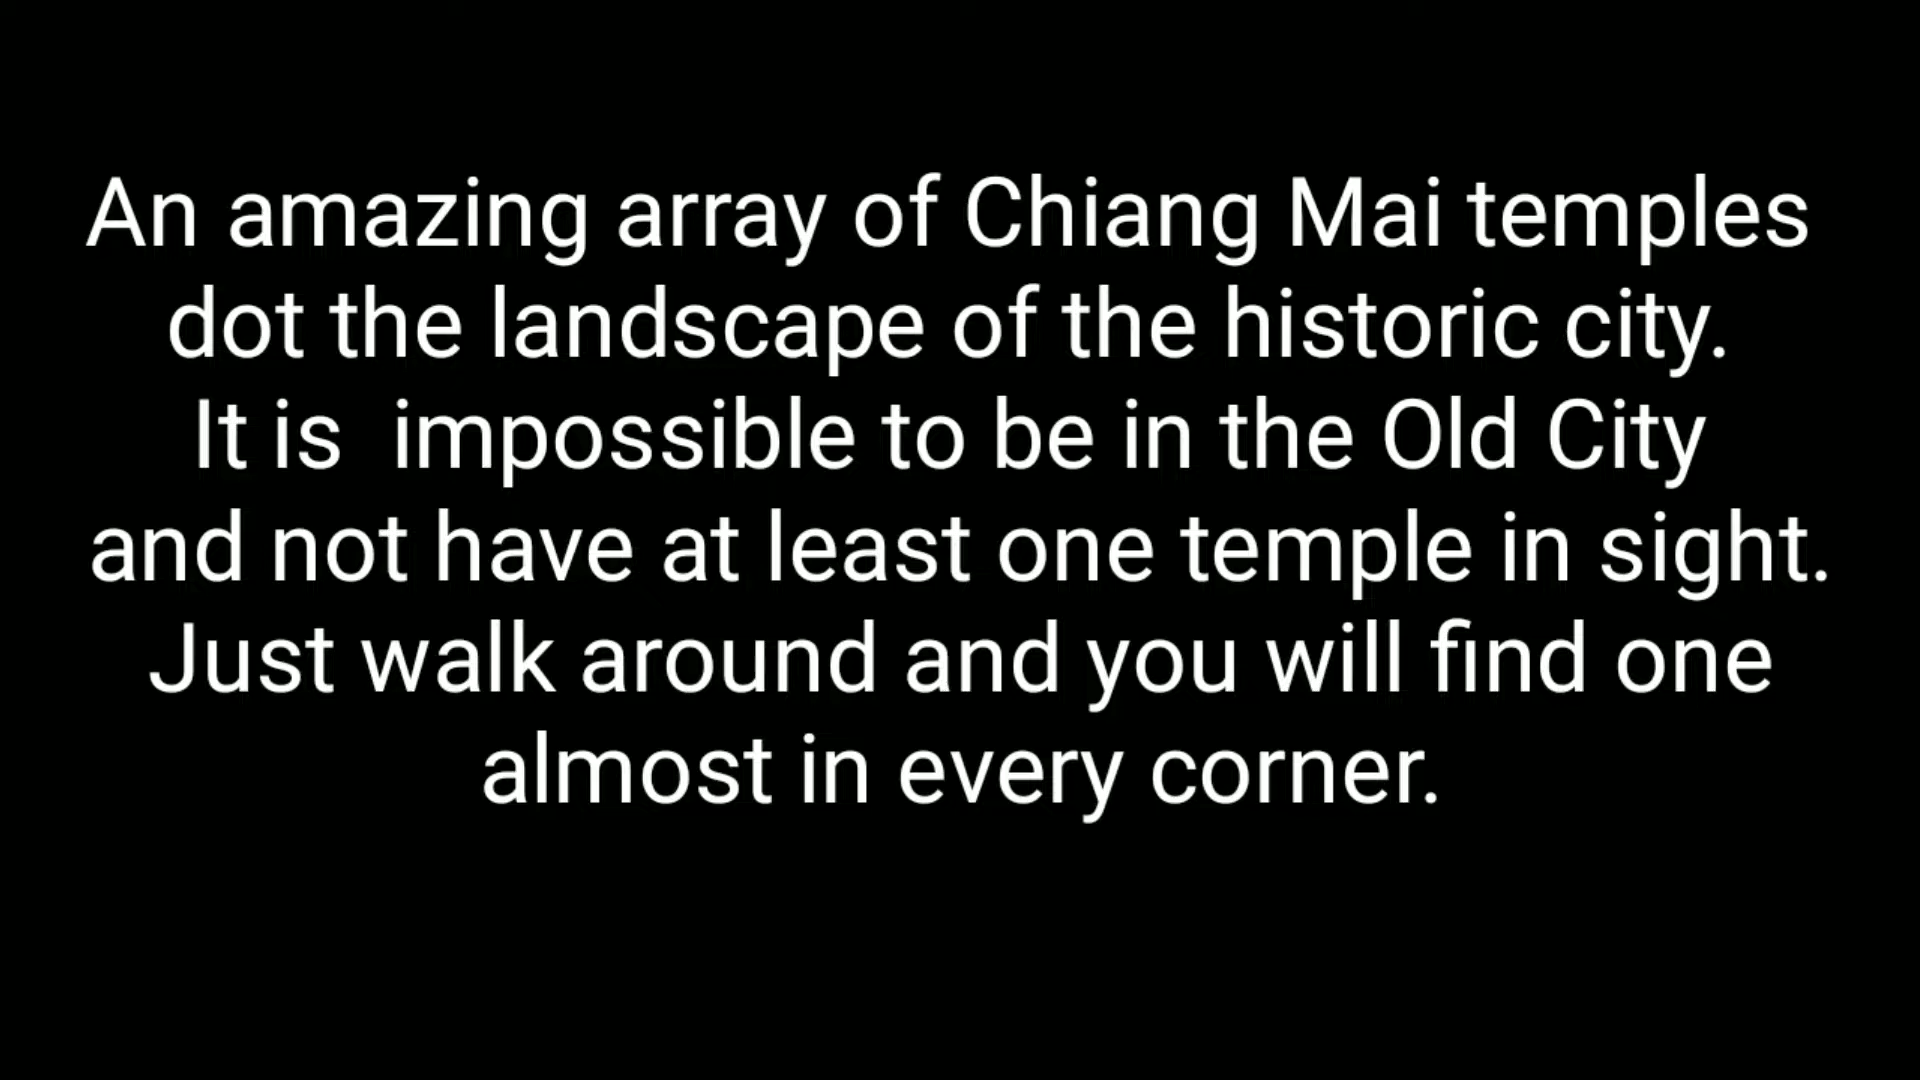 An amazing array of Chiang Mai temples
dot the landscape of the historic city.
It is  impossible to be in the Old City
and not have at least one temple in sight.
Just walk around and you will find one
almost in every corner.